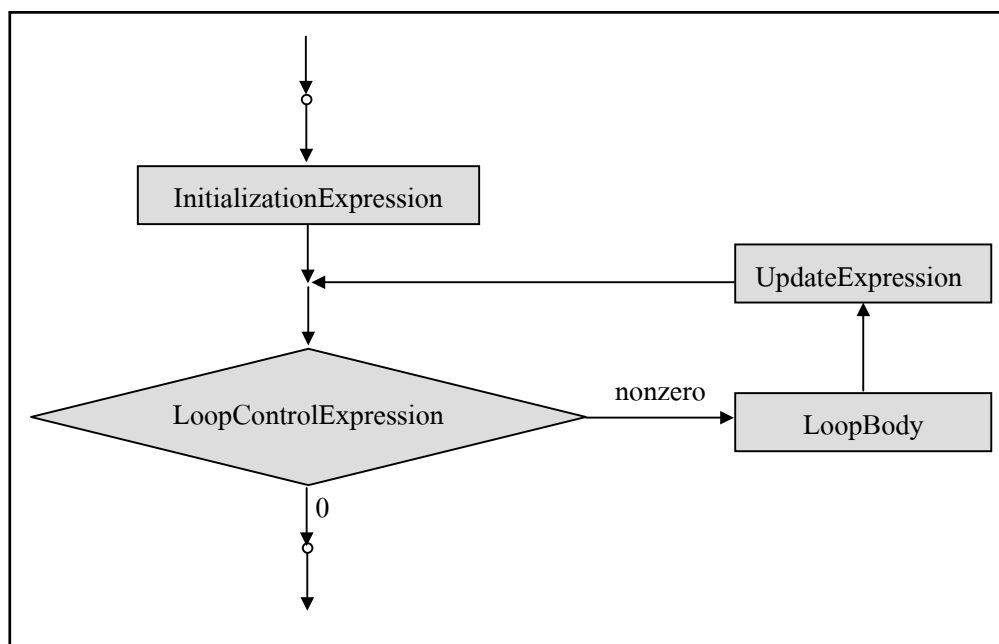 InitializationExpression
UpdateExpression
LoopControlExpression
nonzero
LoopBody
0